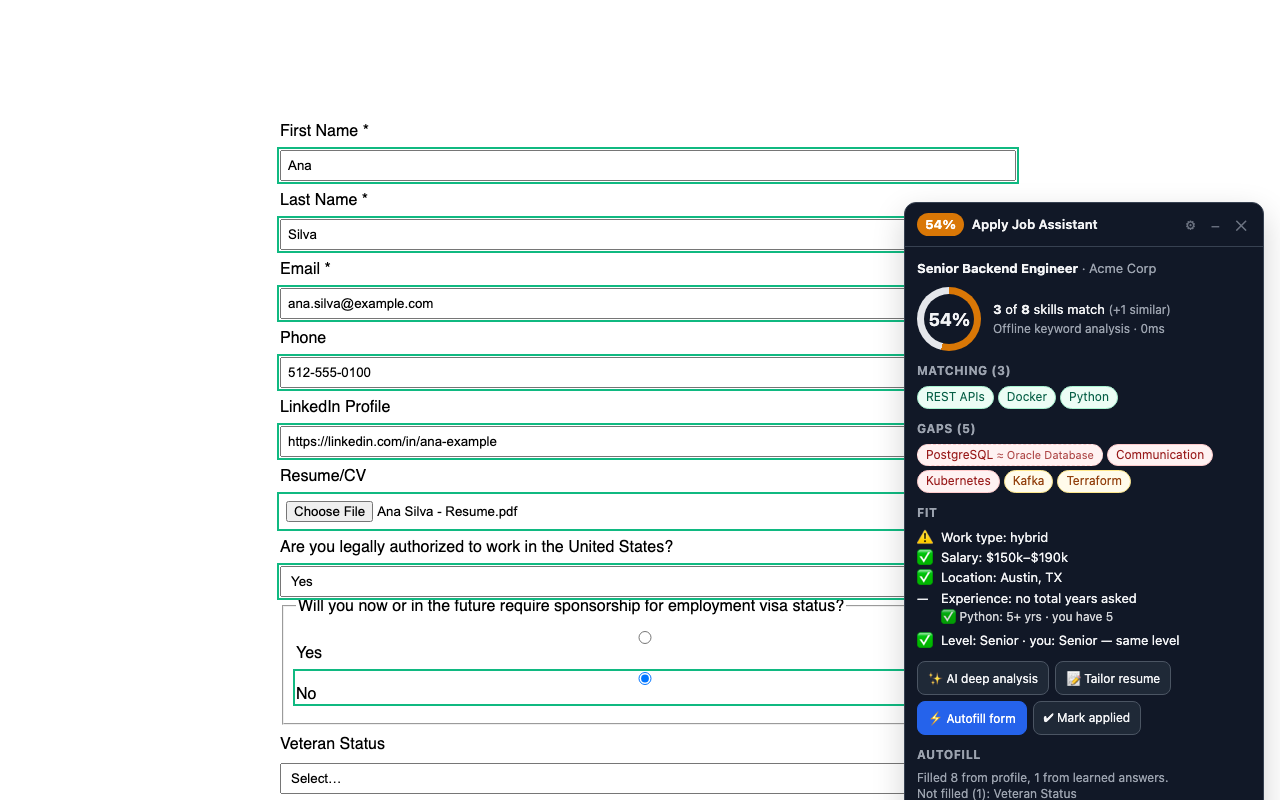 First Name *
Ana
Last Name *
Silva
Email *
ana.silva@example.com
Phone
512-555-0100
LinkedIn Profile
https://linkedin.com/in/ana-example
Resume/CV
Choose File Ana Silva - Resume.pdf
Are you legally authorized to work in the United States?
Yes
Will you now or in the future require sponsorship for employment visa status?
Yes
No
Veteran Status
Select...
54% Apply Job Assistant
Senior Backend Engineer · Acme Corp
54%
3 of 8 skills match (+1 similar)
Offline keyword analysis · 0ms
MATCHING (3)
REST APIs Docker Python
GAPS (5)
PostgreSQL ≈ Oracle Database Communication
Kubernetes Kafka Terraform
FIT
⚠️ Work type: hybrid
✅ Salary: $150k–$190k
✅ Location: Austin, TX
— Experience: no total years asked
✅ Python: 5+ yrs · you have 5
✅ Level: Senior · you: Senior — same level
✨ AI deep analysis 📝 Tailor resume
⚡ Autofill form ✔ Mark applied
AUTOFILL
Filled 8 from profile, 1 from learned answers.
Not filled (1): Veteran Status